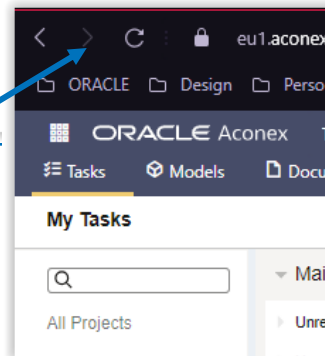 eu1.aconex
ORACLE Design Perso
ORACLE Aconex
Tasks Models Docu
My Tasks
Mai
All Projects
Unre